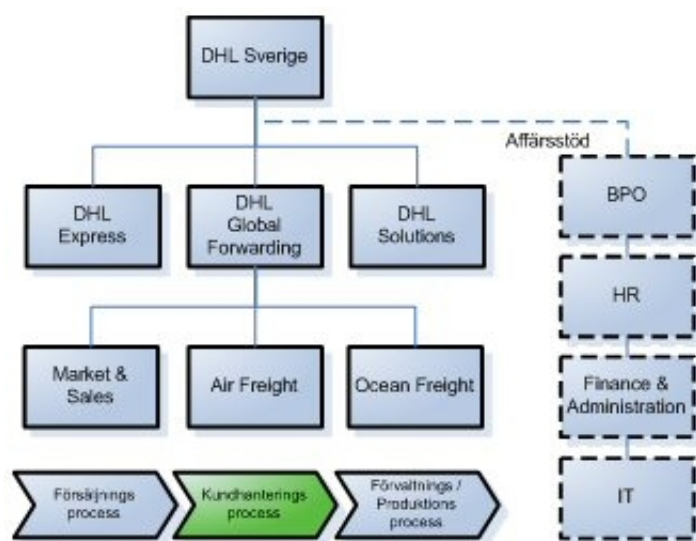 DHL Sverige
Affärsstöd
DHL
Express
DHL
Global
Forwarding
DHL
Solutions
BPO
HR
Market &
Sales
Air Freight
Ocean Freight
Finance &
Administration
Försärjnings
process
Kundhanterings
process
Förvaltnings /
Produktions
process
IT